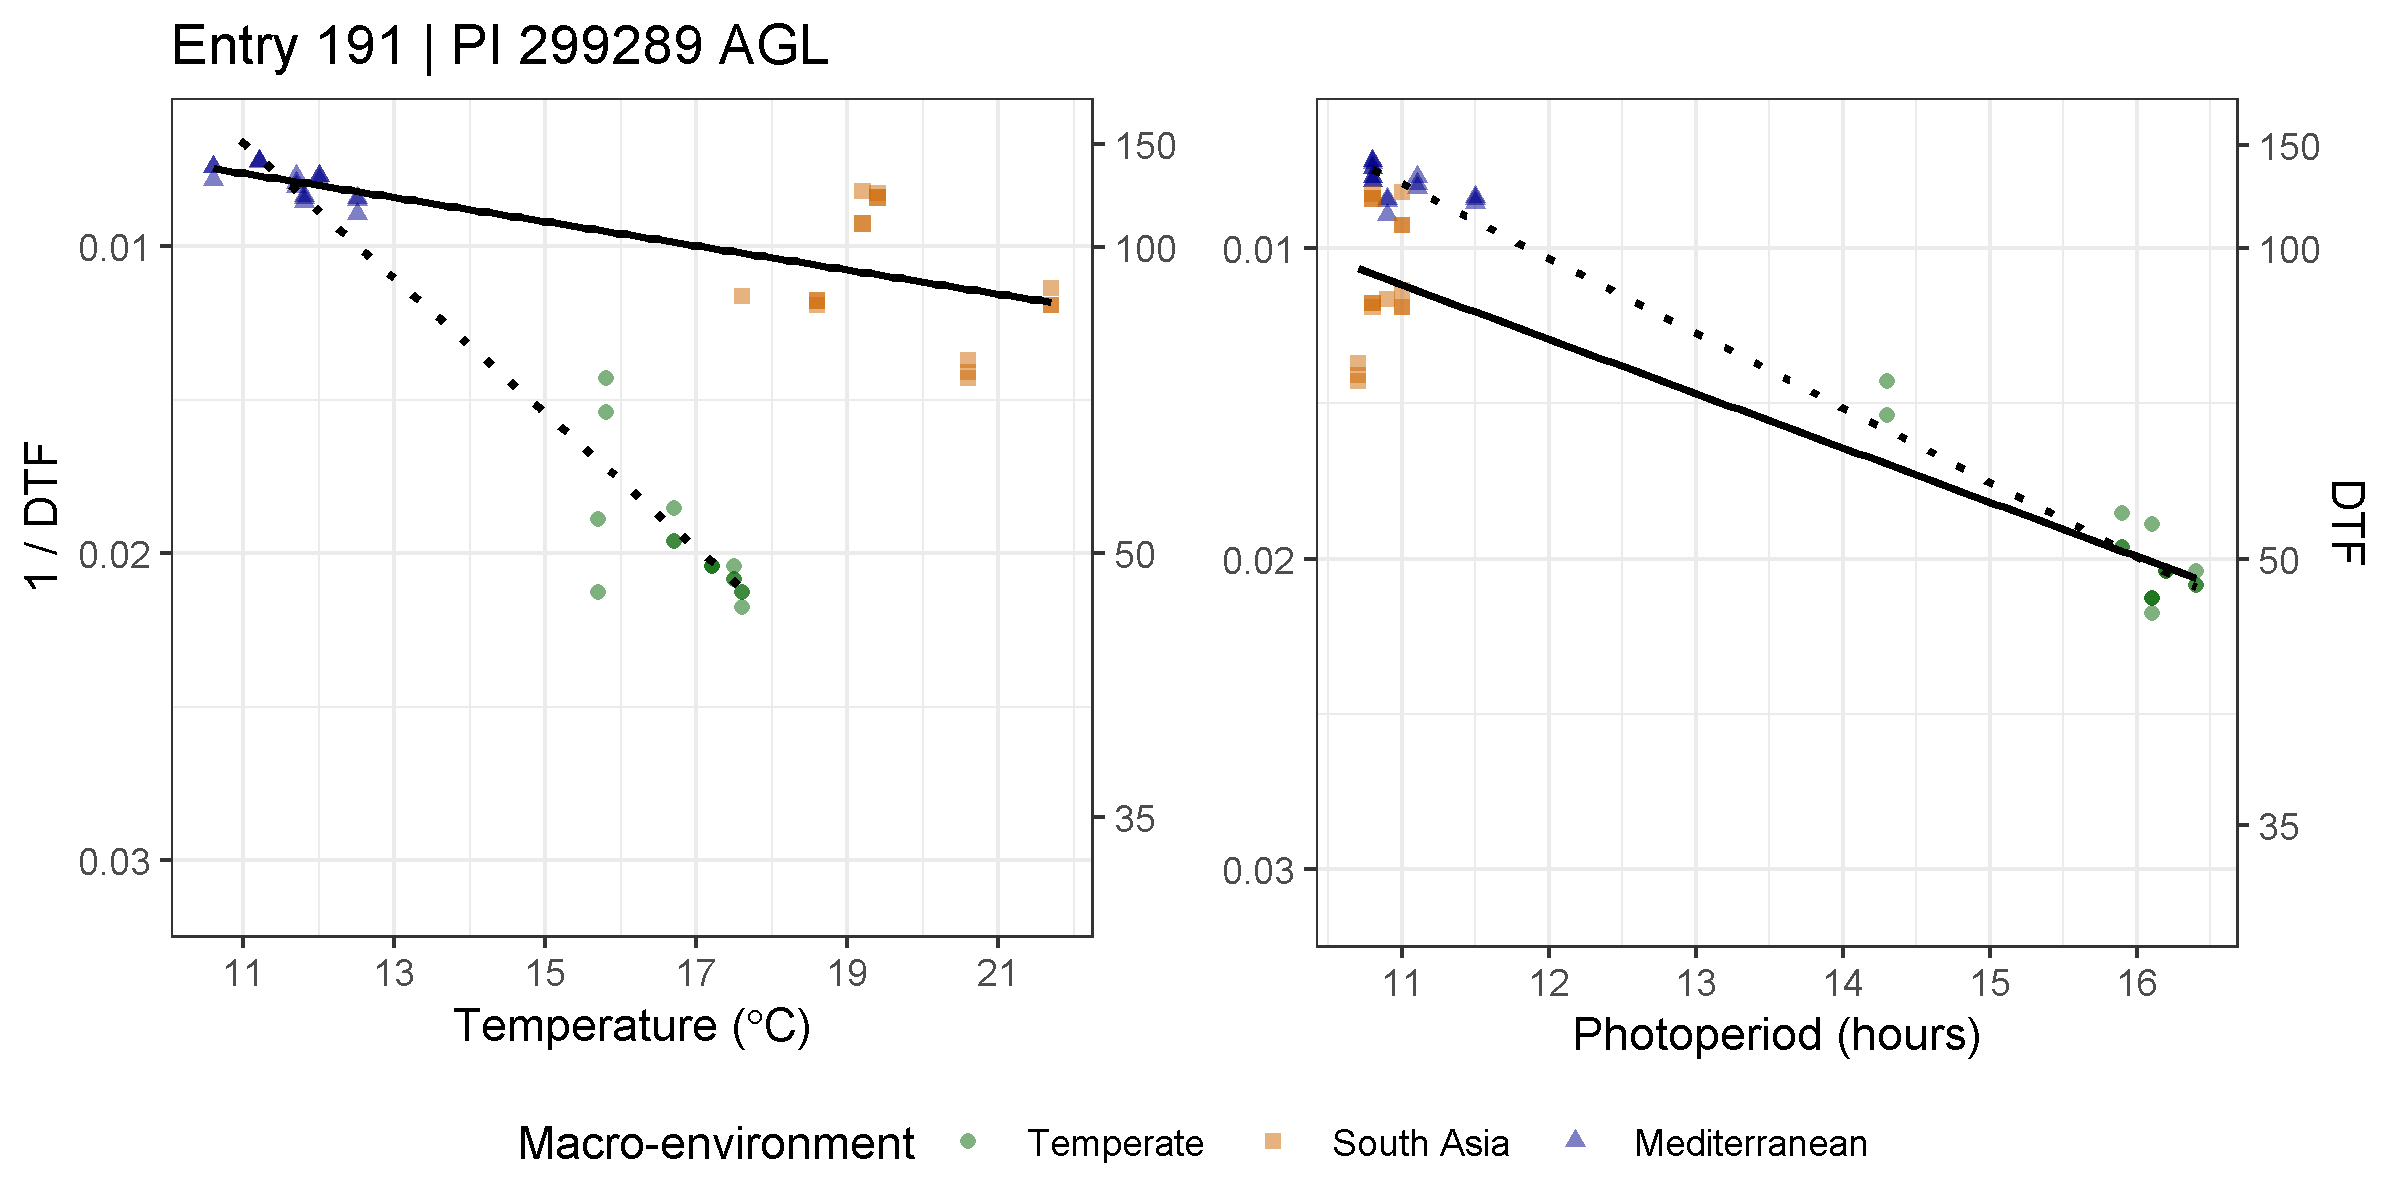 Entry 191 | PI 299289 AGL
1 / DTF
0.01
0.02
0.03
150
100
50
35
11 13 15 17 19 21
Temperature (°C)
0.01
0.02
0.03
150
100
50
35
DTF
11 12 13 14 15 16
Photoperiod (hours)
Macro-environment Temperate South Asia Mediterranean